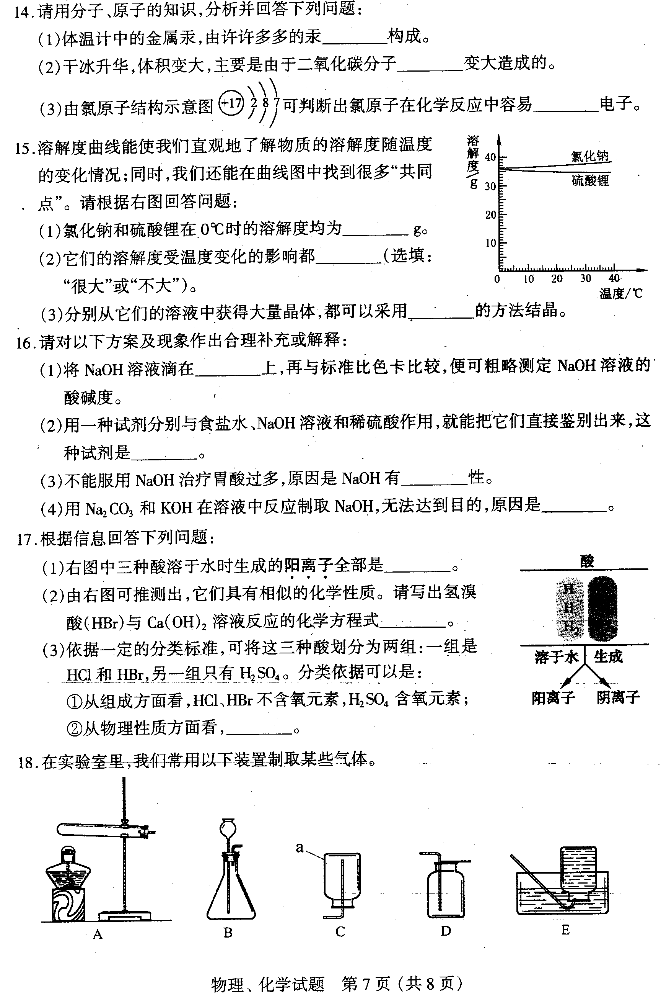 14.请用分子、原子的知识,分析并回答下列问题:
(1)体温计中的金属汞,由许许多多的汞________构成。
(2)干冰升华,体积变大,主要是由于二氧化碳分子________变大造成的。
(3)由氯原子结构示意图 +17 2 8 7 可判断出氯原子在化学反应中容易________电子。
15.溶解度曲线能使我们直观地了解物质的溶解度随温度
的变化情况;同时,我们还能在曲线图中找到很多“共同
点”。请根据右图回答问题:
(1)氯化钠和硫酸锂在 0℃时的溶解度均为________ g。
(2)它们的溶解度受温度变化的影响都________(选填:
“很大”或“不大”)。
(3)分别从它们的溶液中获得大量晶体,都可以采用________的方法结晶。
溶解度/g
40
30
20
10
氯化钠
硫酸锂
0 10 20 30 40
温度/℃
16.请对以下方案及现象作出合理补充或解释:
(1)将 NaOH 溶液滴在________上,再与标准比色卡比较,便可粗略测定 NaOH 溶液的
酸碱度。
(2)用一种试剂分别与食盐水、NaOH 溶液和稀硫酸作用,就能把它们直接鉴别出来,这
种试剂是________。
(3)不能服用 NaOH 治疗胃酸过多,原因是 NaOH 有________性。
(4)用 Na₂CO₃ 和 KOH 在溶液中反应制取 NaOH,无法达到目的,原因是________。
17.根据信息回答下列问题:
(1)右图中三种酸溶于水时生成的阳离子全部是________。
(2)由右图可推测出,它们具有相似的化学性质。请写出氢溴
酸(HBr)与 Ca(OH)₂ 溶液反应的化学方程式________。
(3)依据一定的分类标准,可将这三种酸划分为两组:一组是
HCl 和 HBr,另一组只有 H₂SO₄。分类依据可以是:
①从组成方面看,HCl、HBr 不含氧元素,H₂SO₄ 含氧元素;
②从物理性质方面看,________。
酸
H
H
H₂
溶于水 生成
阳离子 阴离子
18.在实验室里,我们常用以下装置制取某些气体。
a
A B C D E
物理、化学试题 第 7 页 (共 8 页)